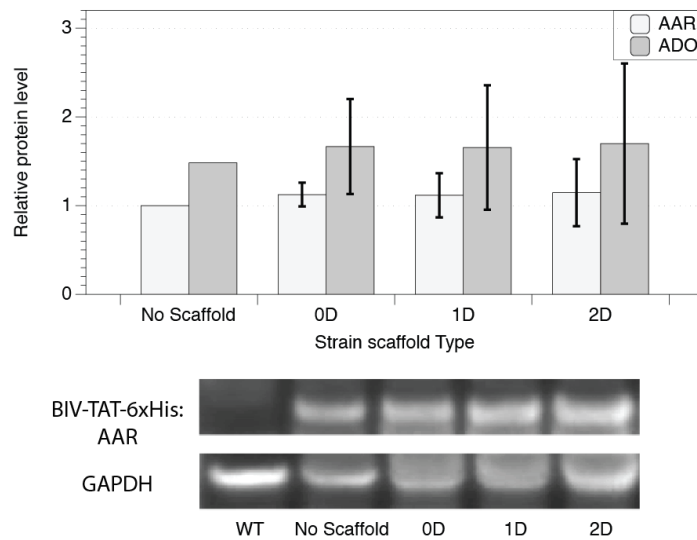 AAR
ADO
Relative protein level
3
2
1
0
No Scaffold 0D 1D 2D
Strain scaffold Type
BIV-TAT-6xHis:
AAR
GAPDH
WT No Scaffold 0D 1D 2D